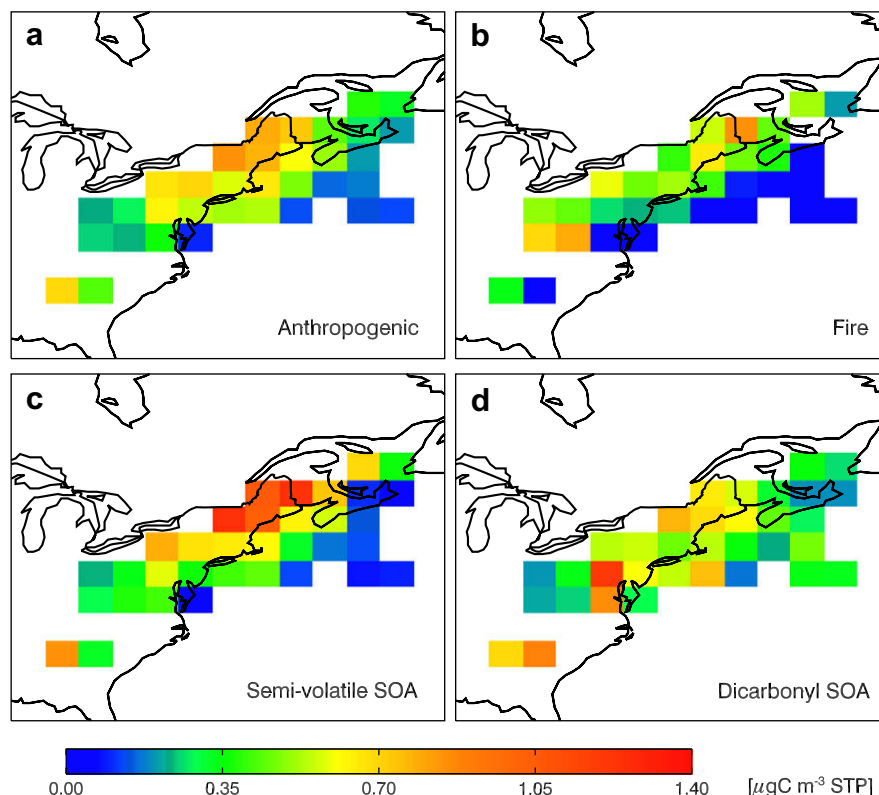 a
b
Anthropogenic
Fire
c
d
Semi-volatile SOA
Dicarbonyl SOA
0.00 0.35 0.70 1.05 1.40 [μgC m⁻³ STP]